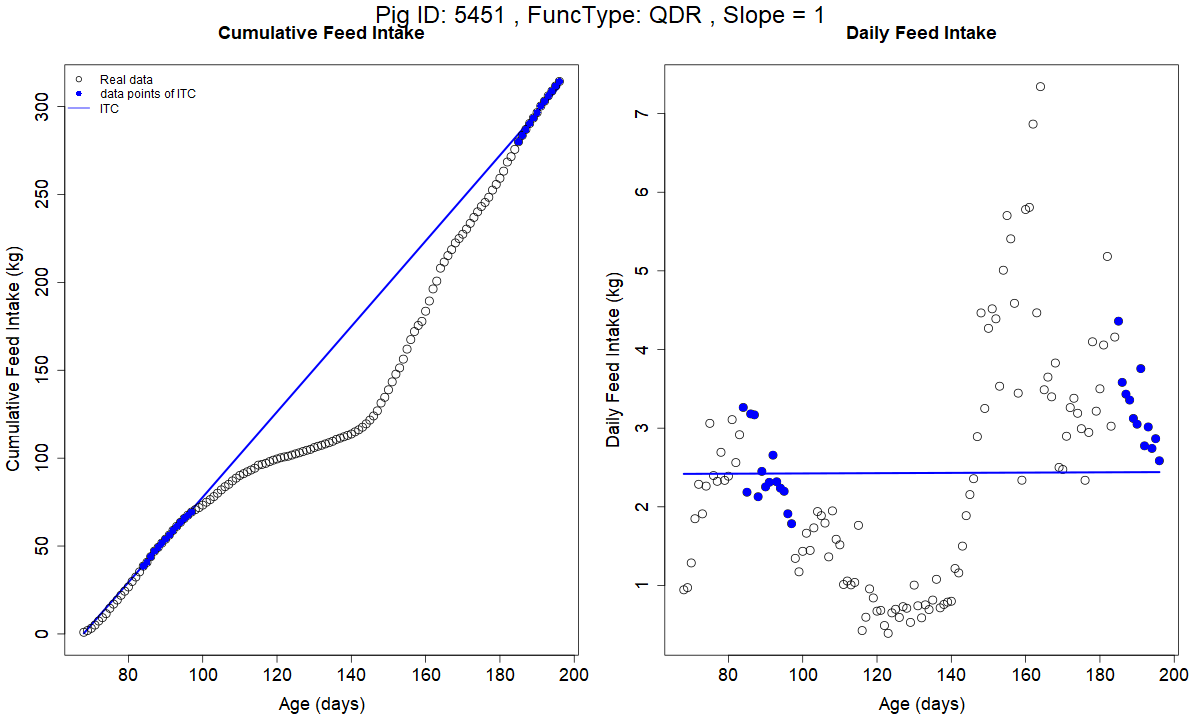 Pig ID: 5451 , FuncType: QDR , Slope = 1
Cumulative Feed Intake
Daily Feed Intake
Real data
data points of ITC
ITC
Cumulative Feed Intake (kg)
0
50
100
150
200
250
300
80
100
120
140
160
180
200
Age (days)
Daily Feed Intake (kg)
1
2
3
4
5
6
7
80
100
120
140
160
180
200
Age (days)